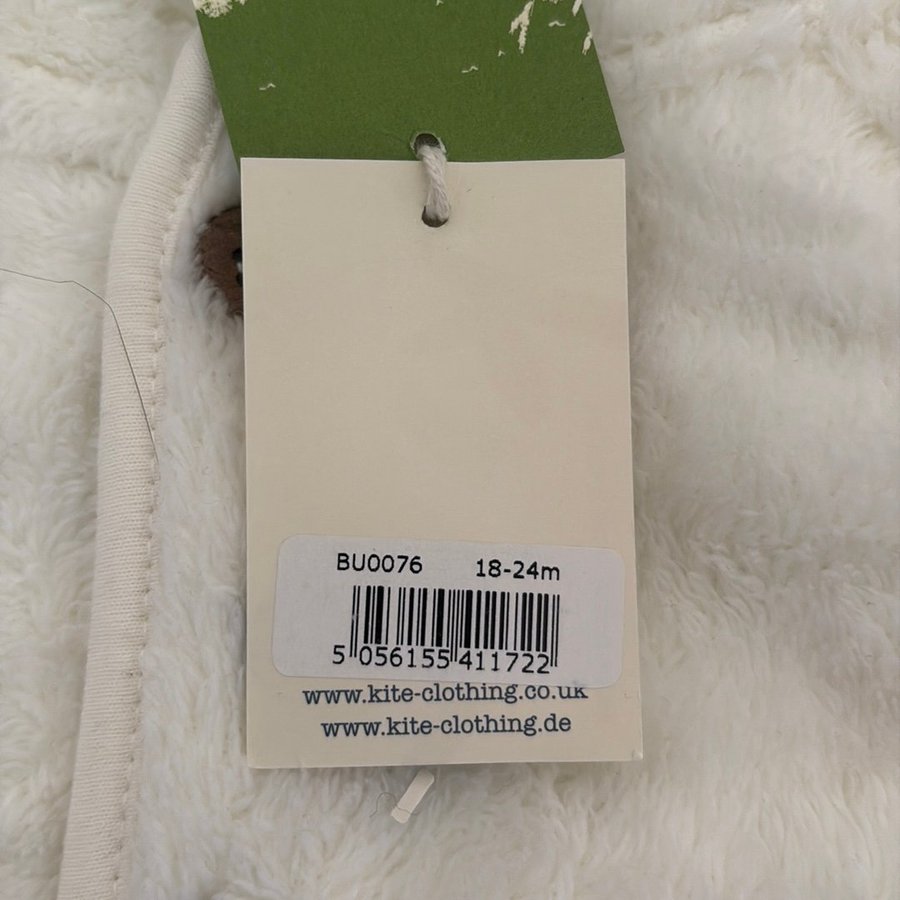 BU0076 18-24m
5 056155 411722
www.kite-clothing.co.uk
www.kite-clothing.de